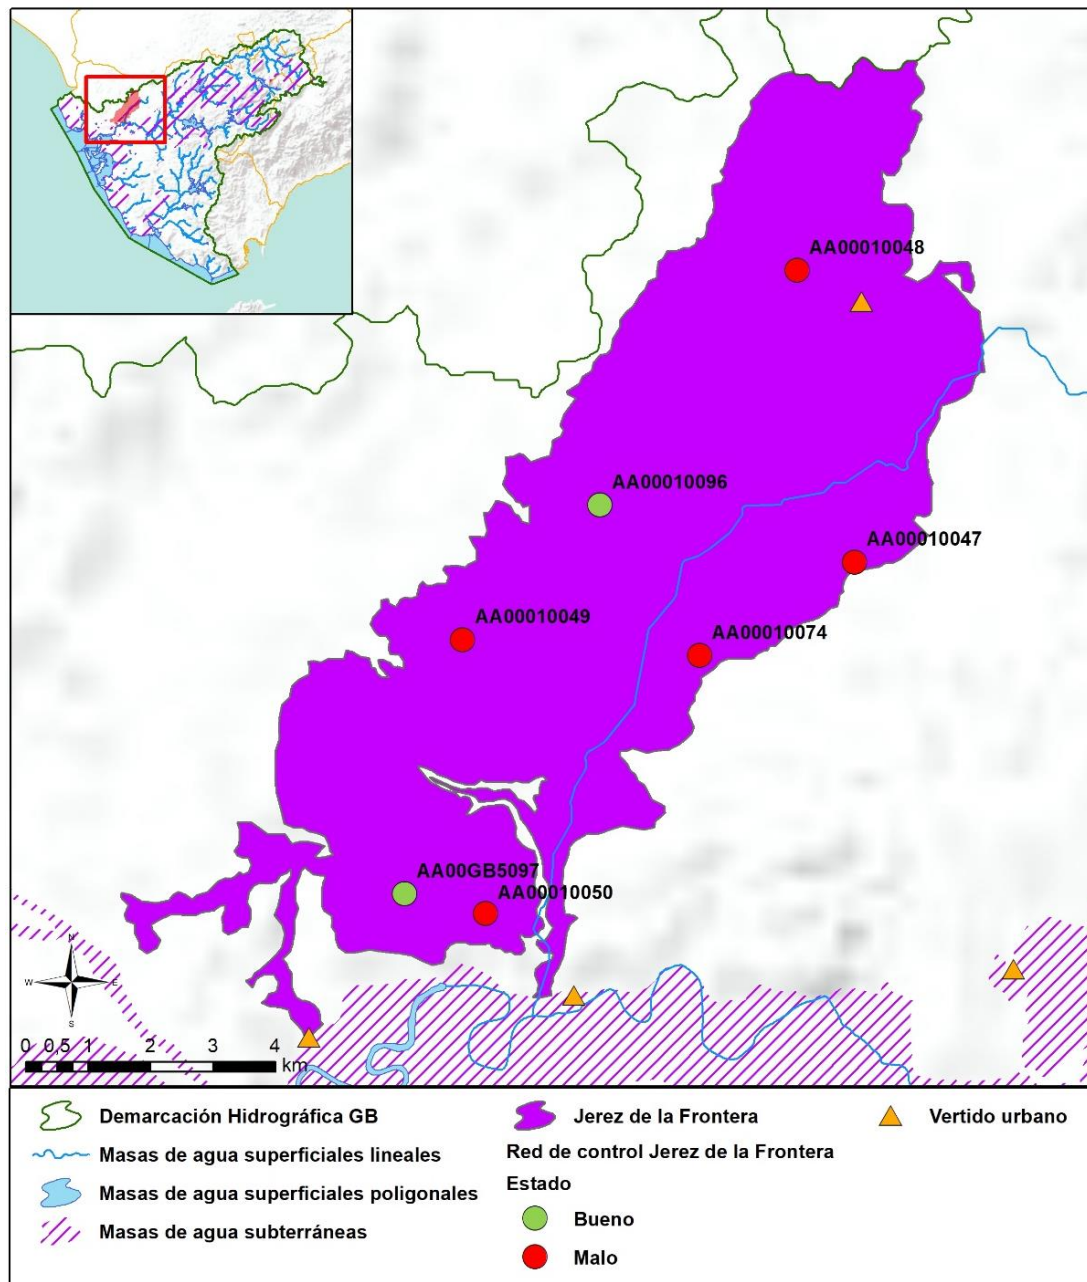 AA00010048
AA00010096
AA00010047
AA00010049
AA00010074
AA00GB5097
AA00010050
N
W E
S
0 0,5 1 2 3 4
km
Demarcación Hidrográfica GB
Masas de agua superficiales lineales
Masas de agua superficiales poligonales
Masas de agua subterráneas
Jerez de la Frontera
Red de control Jerez de la Frontera
Estado
Bueno
Malo
Vertido urbano